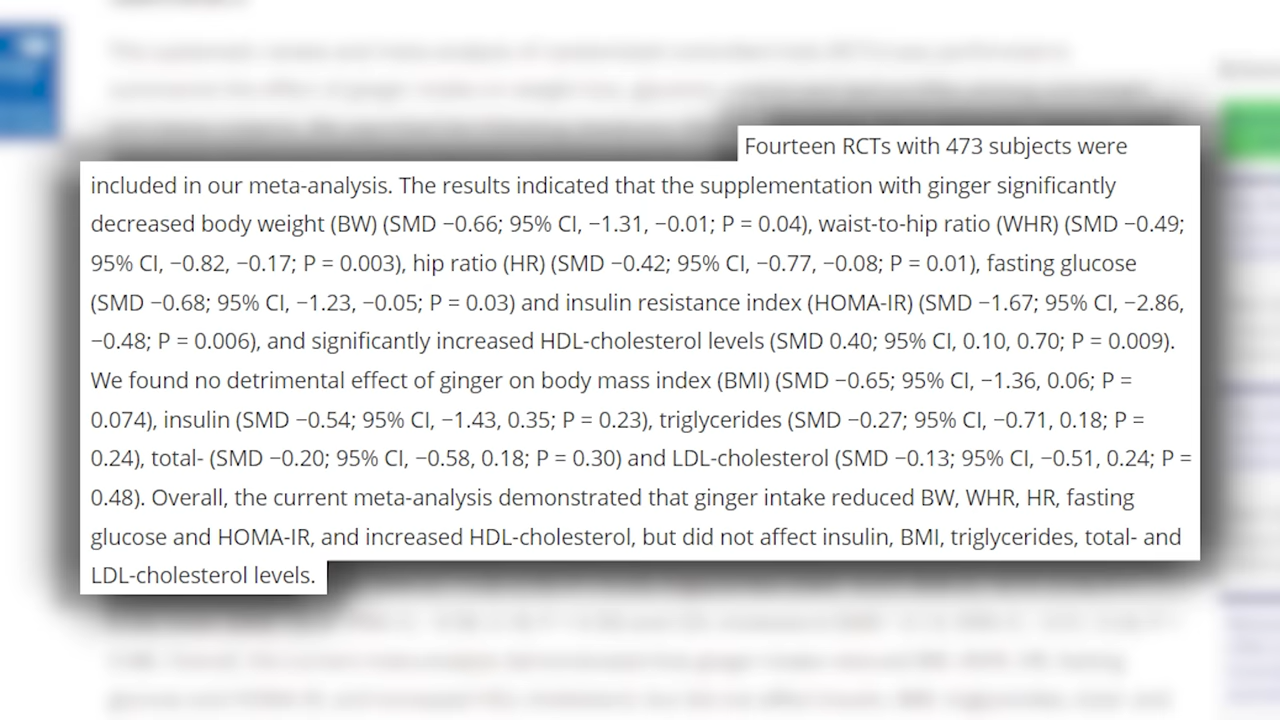 Fourteen RCTs with 473 subjects were
included in our meta-analysis. The results indicated that the supplementation with ginger significantly
decreased body weight (BW) (SMD −0.66; 95% CI, −1.31, −0.01; P = 0.04), waist-to-hip ratio (WHR) (SMD −0.49;
95% CI, −0.82, −0.17; P = 0.003), hip ratio (HR) (SMD −0.42; 95% CI, −0.77, −0.08; P = 0.01), fasting glucose
(SMD −0.68; 95% CI, −1.23, −0.05; P = 0.03) and insulin resistance index (HOMA-IR) (SMD −1.67; 95% CI, −2.86,
−0.48; P = 0.006), and significantly increased HDL-cholesterol levels (SMD 0.40; 95% CI, 0.10, 0.70; P = 0.009).
We found no detrimental effect of ginger on body mass index (BMI) (SMD −0.65; 95% CI, −1.36, 0.06; P =
0.074), insulin (SMD −0.54; 95% CI, −1.43, 0.35; P = 0.23), triglycerides (SMD −0.27; 95% CI, −0.71, 0.18; P =
0.24), total- (SMD −0.20; 95% CI, −0.58, 0.18; P = 0.30) and LDL-cholesterol (SMD −0.13; 95% CI, −0.51, 0.24; P =
0.48). Overall, the current meta-analysis demonstrated that ginger intake reduced BW, WHR, HR, fasting
glucose and HOMA-IR, and increased HDL-cholesterol, but did not affect insulin, BMI, triglycerides, total- and
LDL-cholesterol levels.